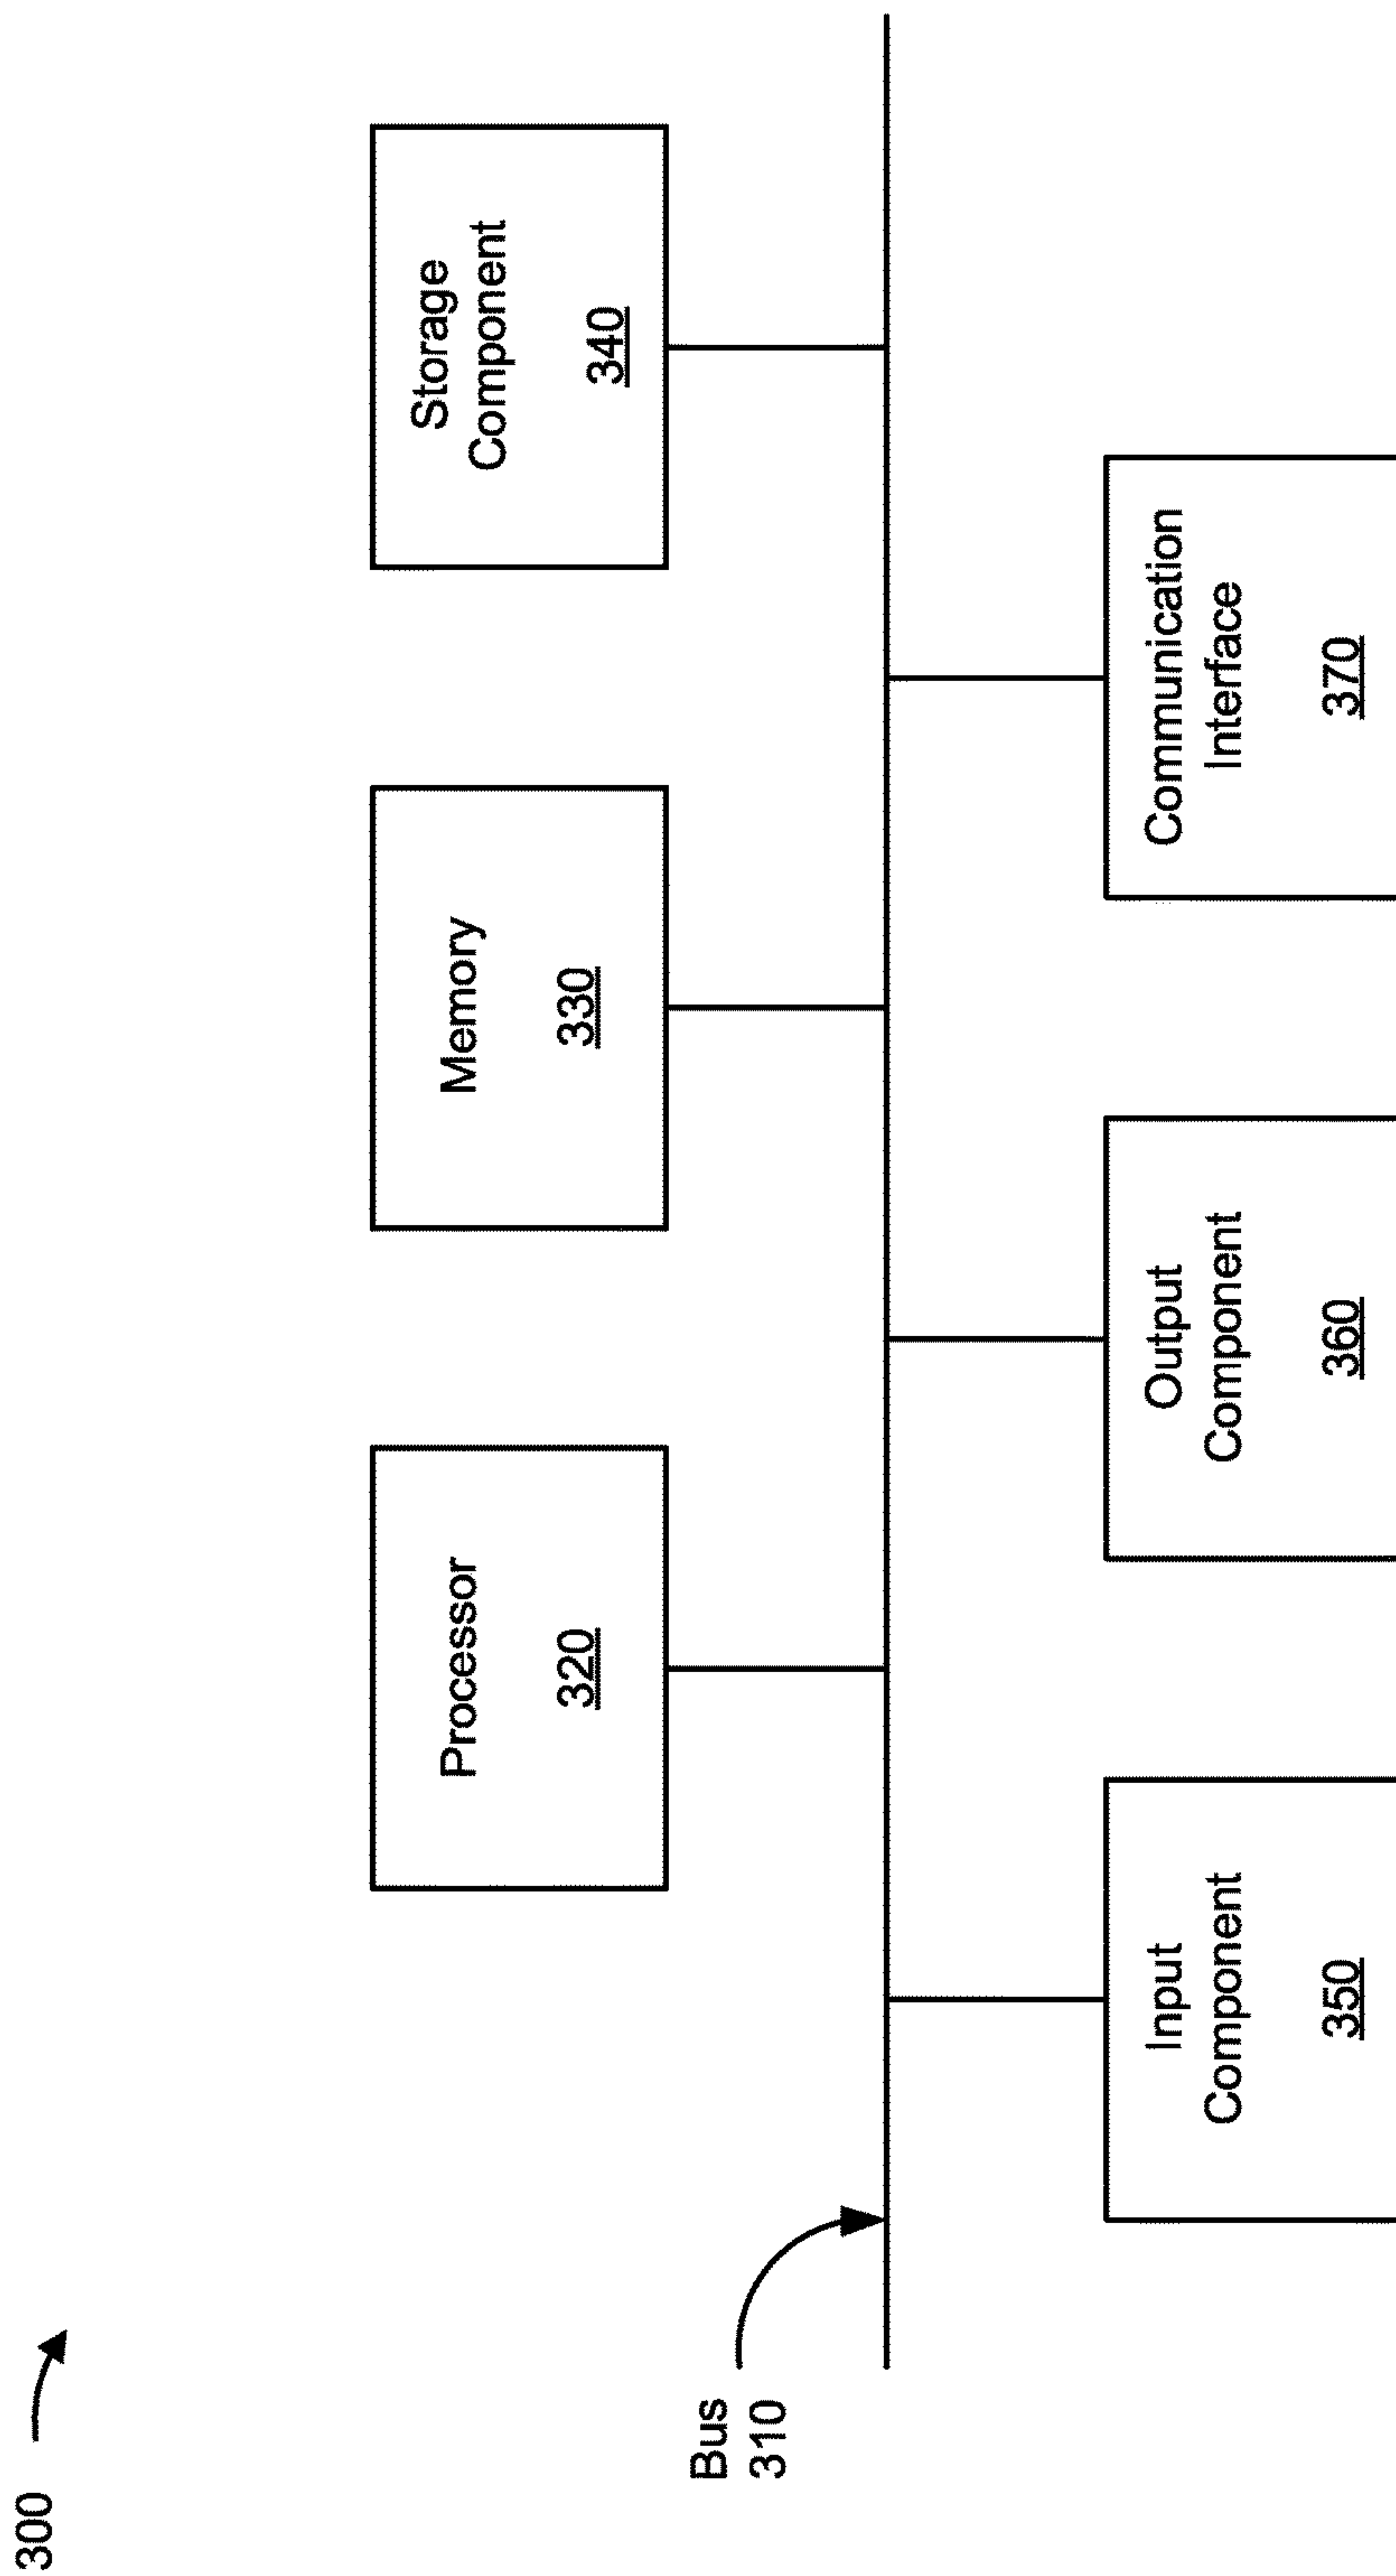 300
Processor
320
Memory
330
Storage
Component
340
Bus
310
Input
Component
350
Output
Component
360
Communication
Interface
370